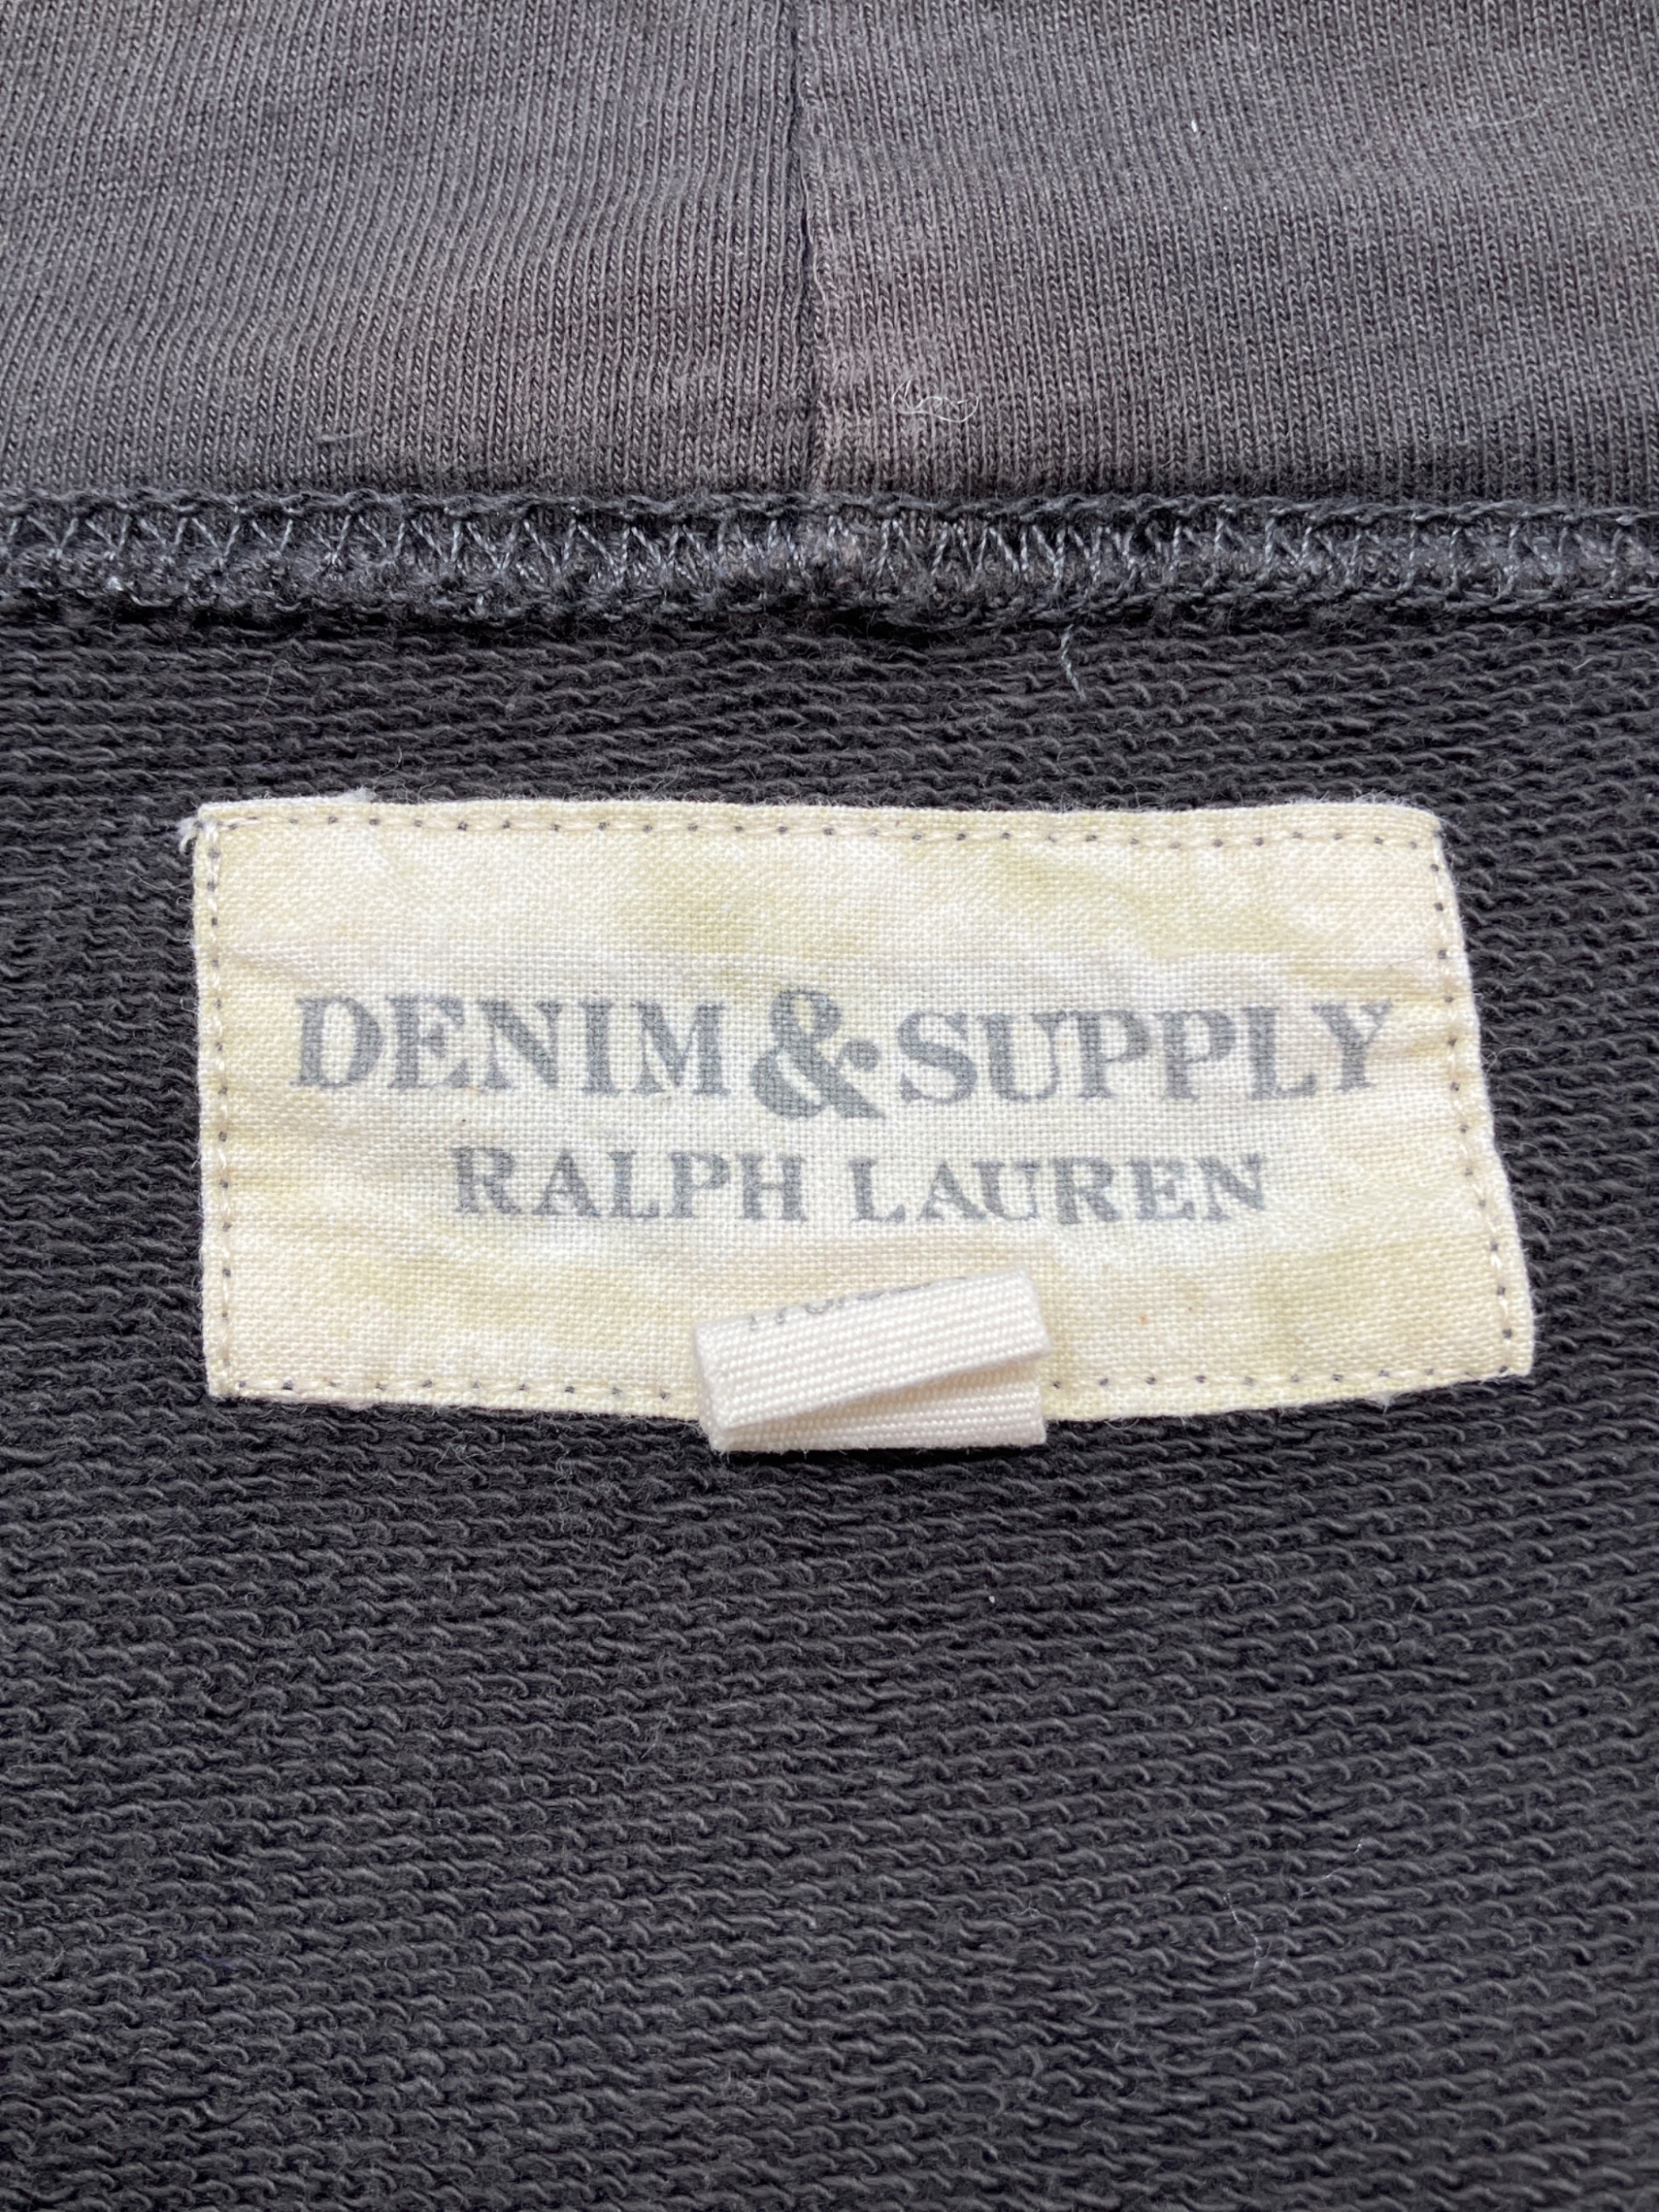 DENIM & SUPPLY
RALPH LAUREN